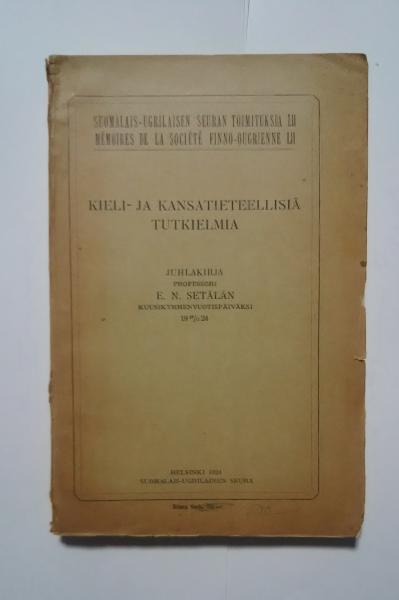 SUOMALAIS-UGRILAISEN SEURAN TOIMITUKSIA LII
MÉMOIRES DE LA SOCIÉTÉ FINNO-OUGRIENNE LII
KIELI- JA KANSATIETEELLISIÄ
TUTKIELMIA
JUHLAKIRJA
PROFESSORI
E. N. SETÄLÄN
KUUSIKYMMENVUOTISPÄIVÄKSI
HELSINKI 1924
SUOMALAIS-UGRILAINEN SEURA